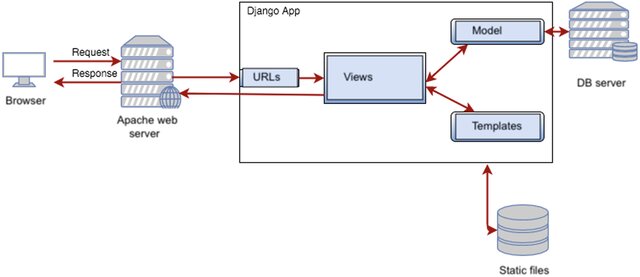 Django App
Request
Response
Browser
Apache web
server
URLs
Views
Model
Templates
DB server
Static files